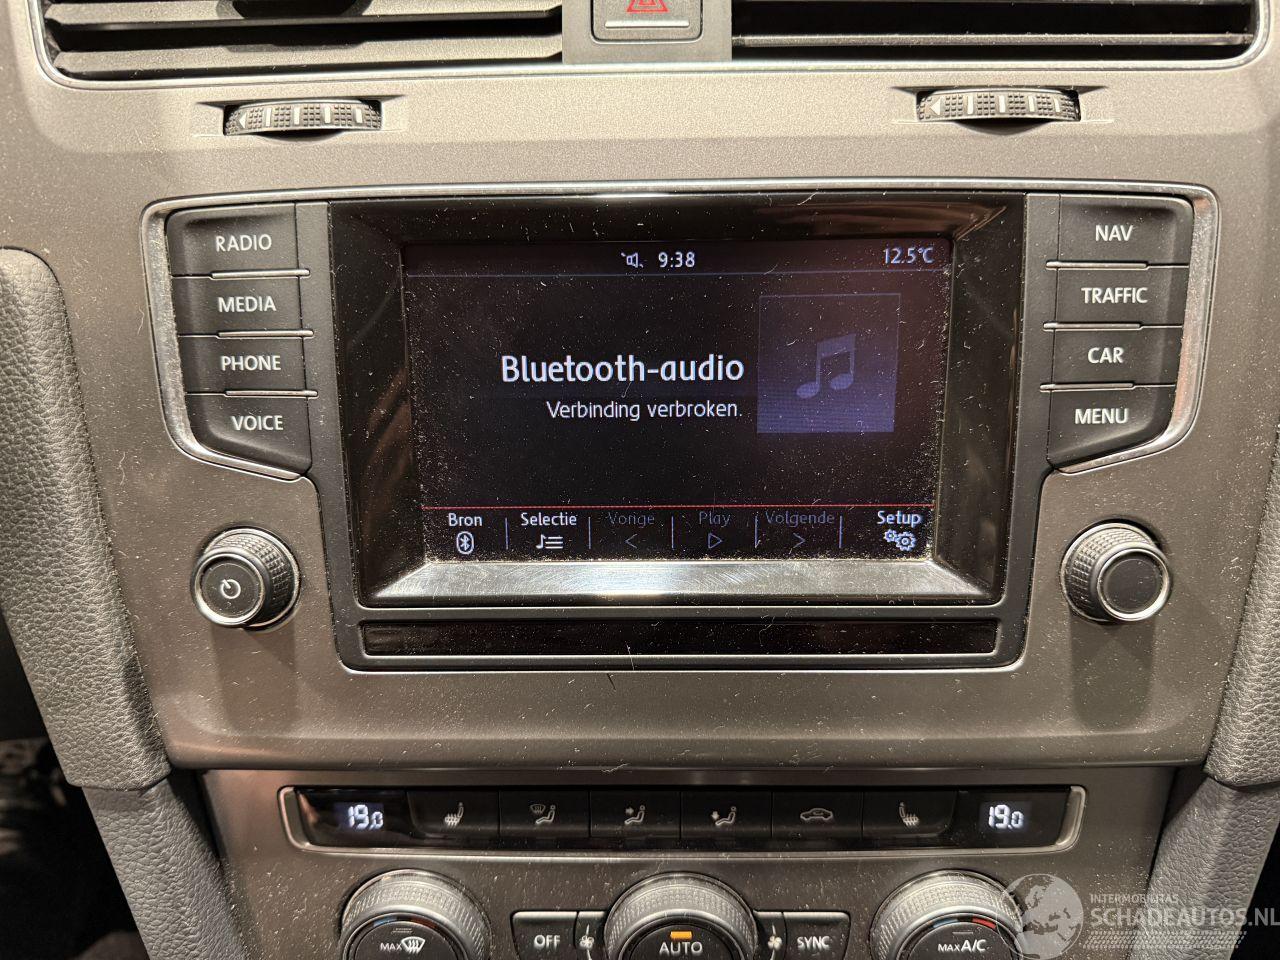 RADIO
MEDIA
PHONE
VOICE
9:38
12.5°C
Bluetooth-audio
Verbinding verbroken.
Bron
Selectie
Vorige
Play
Volgende
Setup
NAV
TRAFFIC
CAR
MENU
19.0
19.0
MAX
OFF
AUTO
SYNC
MAX A/C
INTERMOBILITAS
SCHADEAUTOS.NL